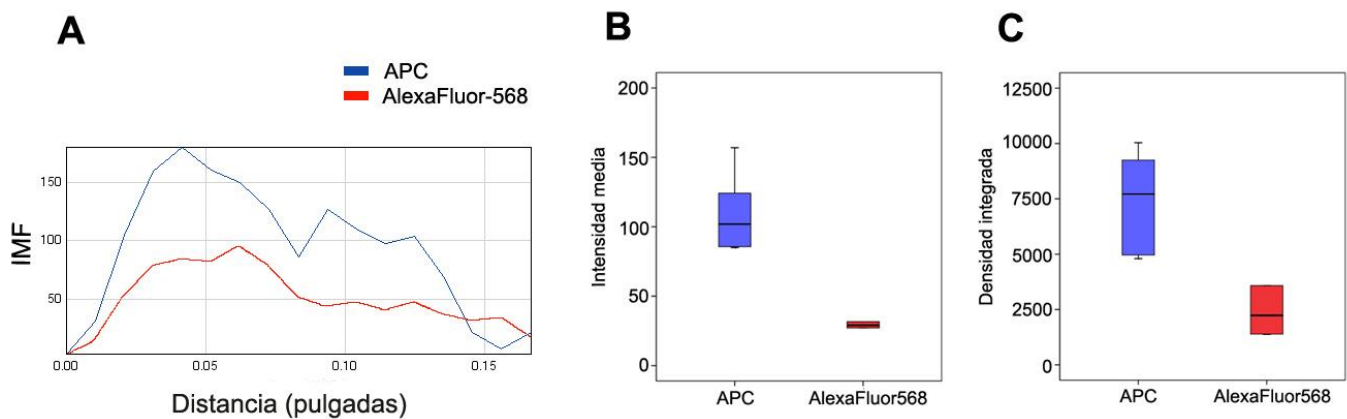 A
APC
AlexaFluor-568
IMF
150
100
50
0.00 0.05 0.10 0.15
Distancia (pulgadas)
B
Intensidad media
200
150
100
50
0
APC AlexaFluor568
C
Densidad integrada
12500
10000
7500
5000
2500
0
APC AlexaFluor568